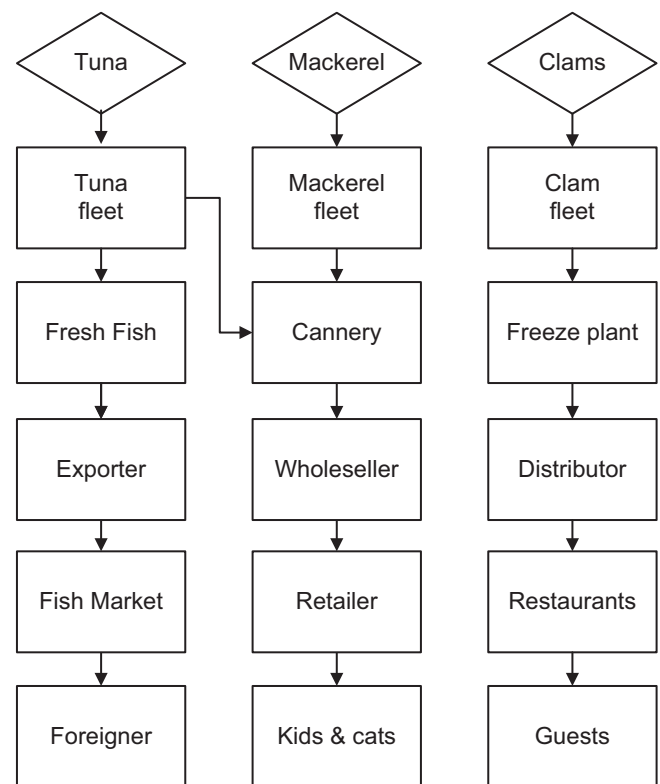 Tuna
Mackerel
Clams
Tuna
fleet
Mackerel
fleet
Clam
fleet
Fresh Fish
Cannery
Freeze plant
Exporter
Wholeseller
Distributor
Fish Market
Retailer
Restaurants
Foreigner
Kids & cats
Guests